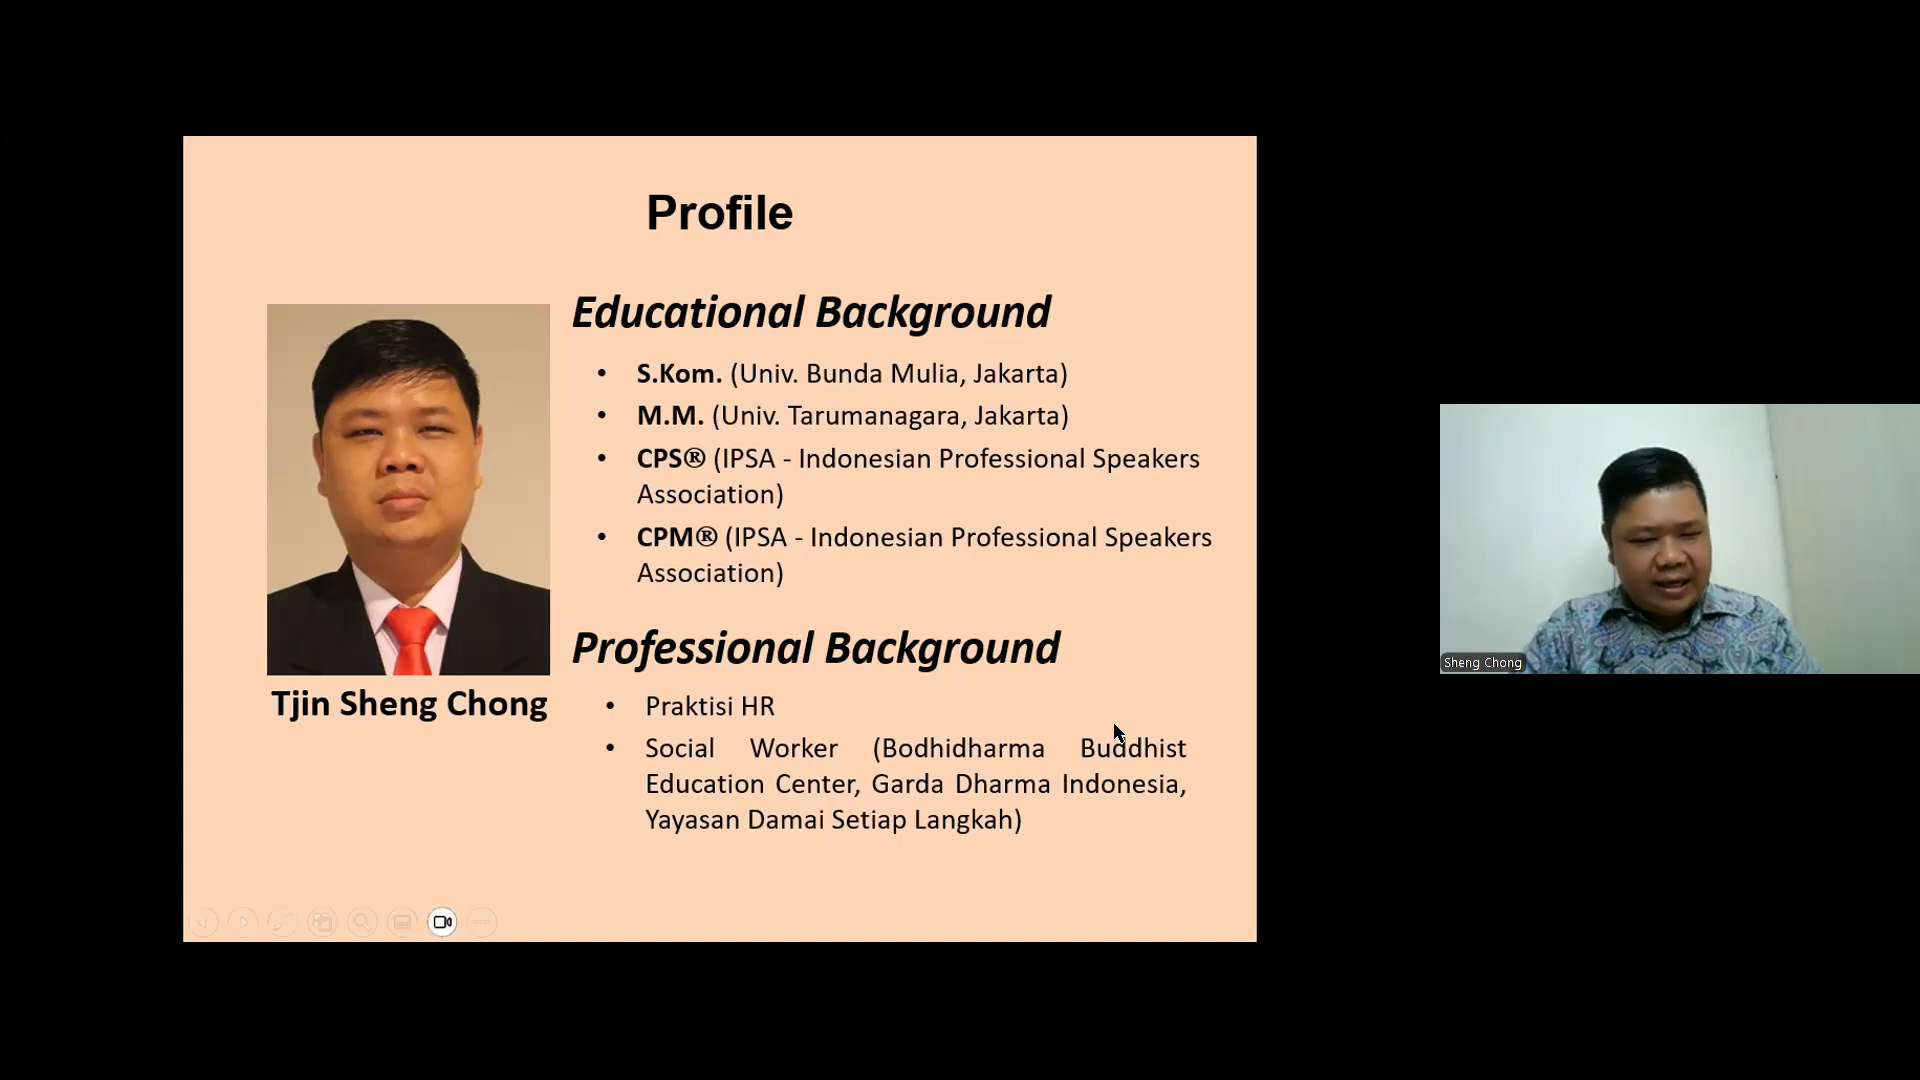 Profile
Educational Background
• S.Kom. (Univ. Bunda Mulia, Jakarta)
• M.M. (Univ. Tarumanagara, Jakarta)
• CPS® (IPSA - Indonesian Professional Speakers
Association)
• CPM® (IPSA - Indonesian Professional Speakers
Association)
Professional Background
• Praktisi HR
• Social Worker (Bodhidharma Buddhist
Education Center, Garda Dharma Indonesia,
Yayasan Damai Setiap Langkah)
Tjin Sheng Chong
Sheng Chong